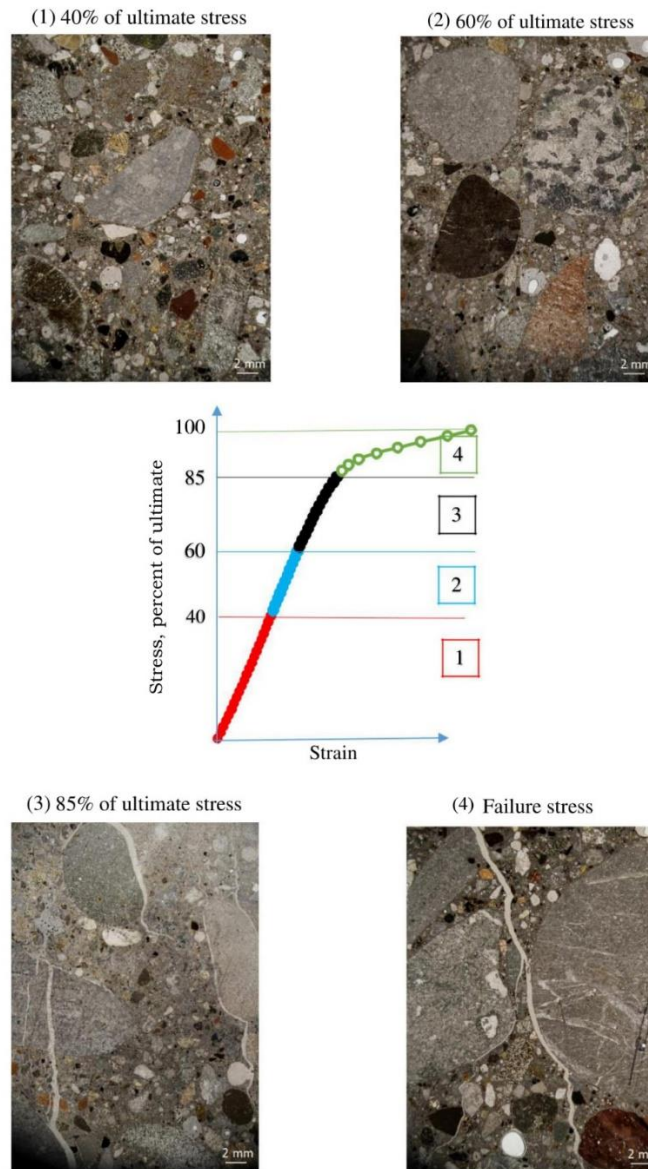 (1) 40% of ultimate stress
(2) 60% of ultimate stress
2 mm
2 mm
Stress, percent of ultimate
100
85
60
40
4
3
2
1
Strain
(3) 85% of ultimate stress
(4) Failure stress
2 mm
2 mm